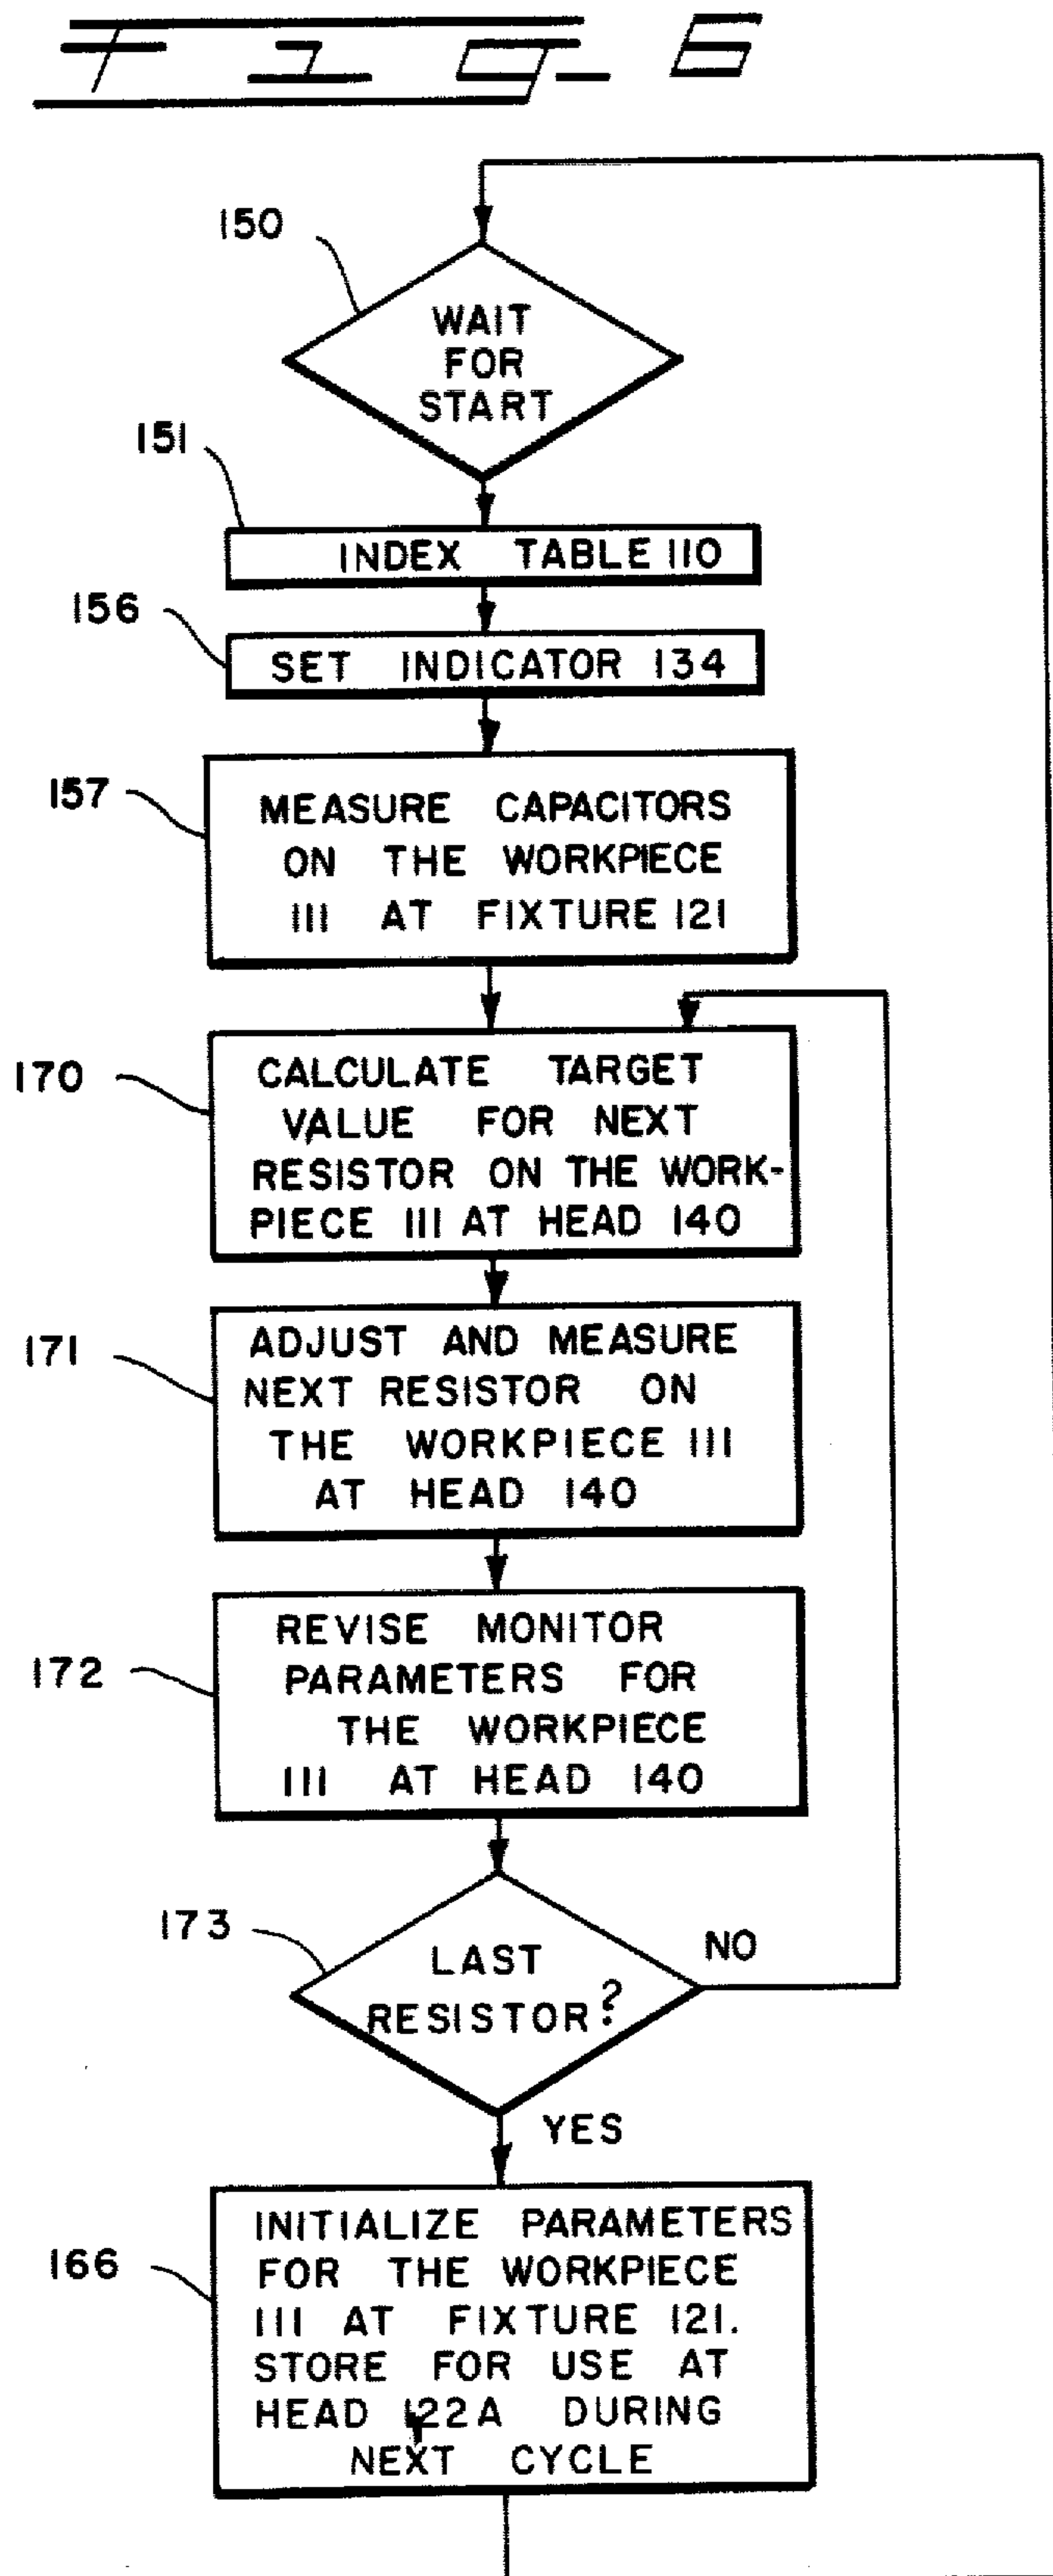 Fig_6
150
WAIT
FOR
START
151
INDEX TABLE 110
156
SET INDICATOR 134
157
MEASURE CAPACITORS
ON THE WORKPIECE
111 AT FIXTURE 121
170
CALCULATE TARGET
VALUE FOR NEXT
RESISTOR ON THE WORK-
PIECE 111 AT HEAD 140
171
ADJUST AND MEASURE
NEXT RESISTOR ON
THE WORKPIECE 111
AT HEAD 140
172
REVISE MONITOR
PARAMETERS FOR
THE WORKPIECE
111 AT HEAD 140
173
LAST
RESISTOR?
NO
YES
166
INITIALIZE PARAMETERS
FOR THE WORKPIECE
111 AT FIXTURE 121.
STORE FOR USE AT
HEAD 122A DURING
NEXT CYCLE